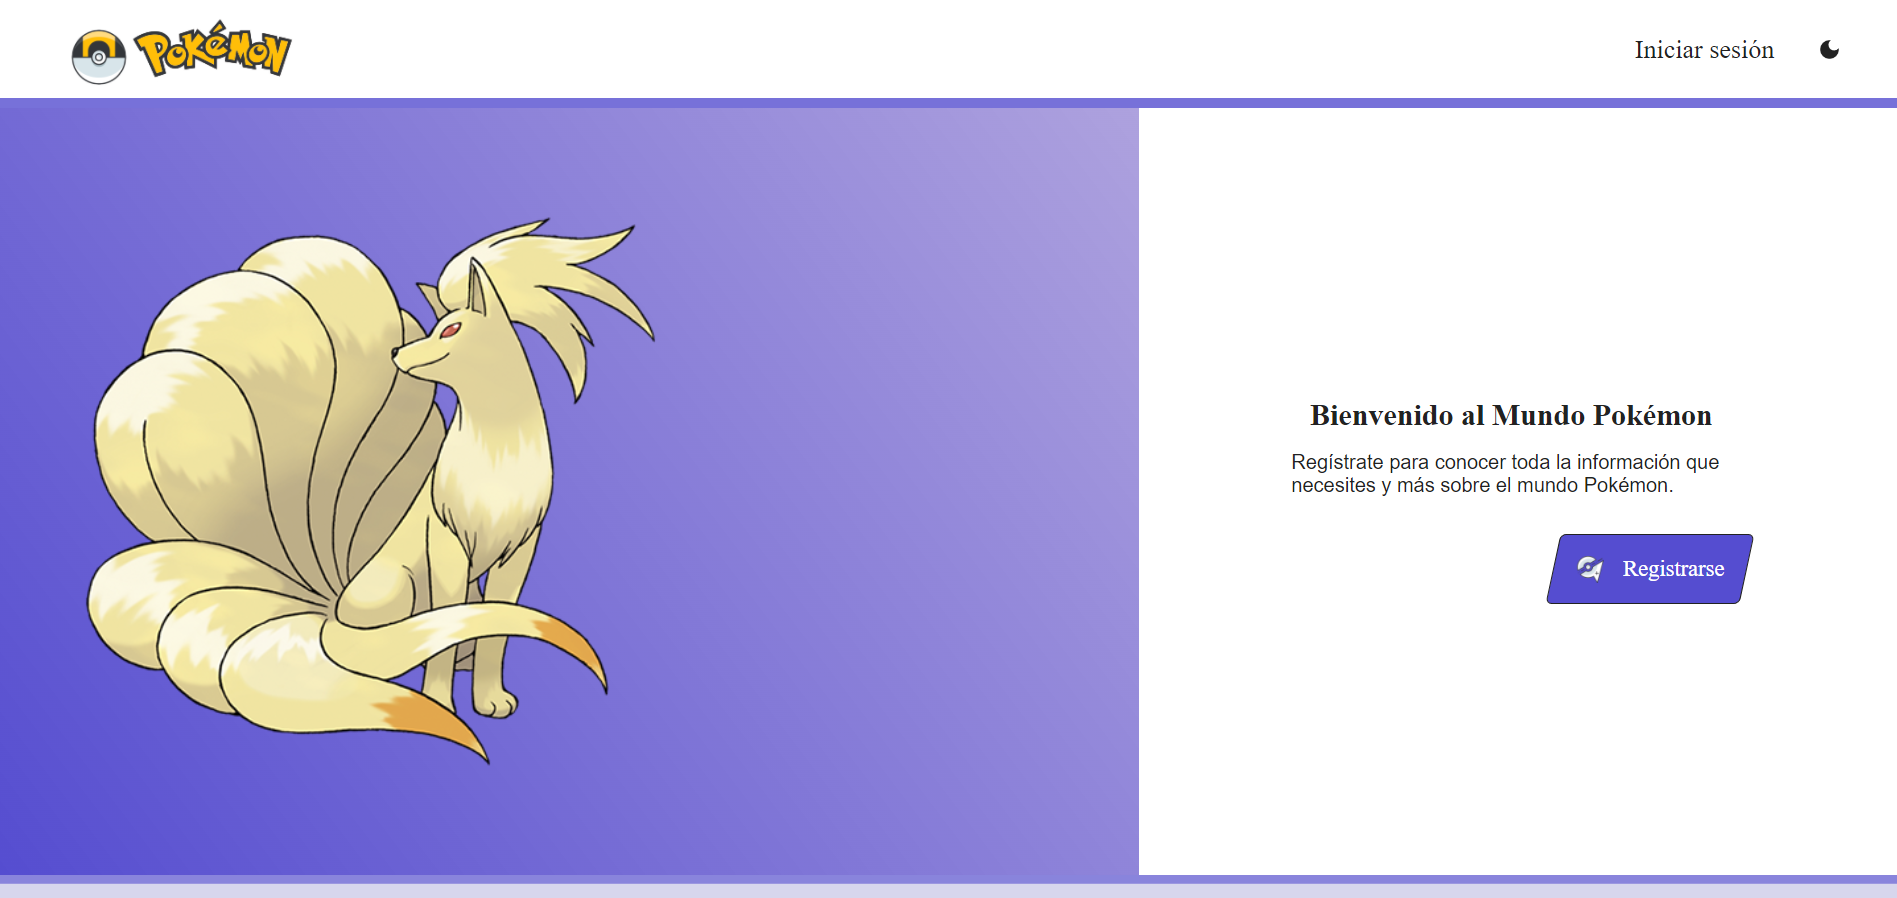 Pokémon
Iniciar sesión
Bienvenido al Mundo Pokémon
Regístrate para conocer toda la información que
necesites y más sobre el mundo Pokémon.
Registrarse